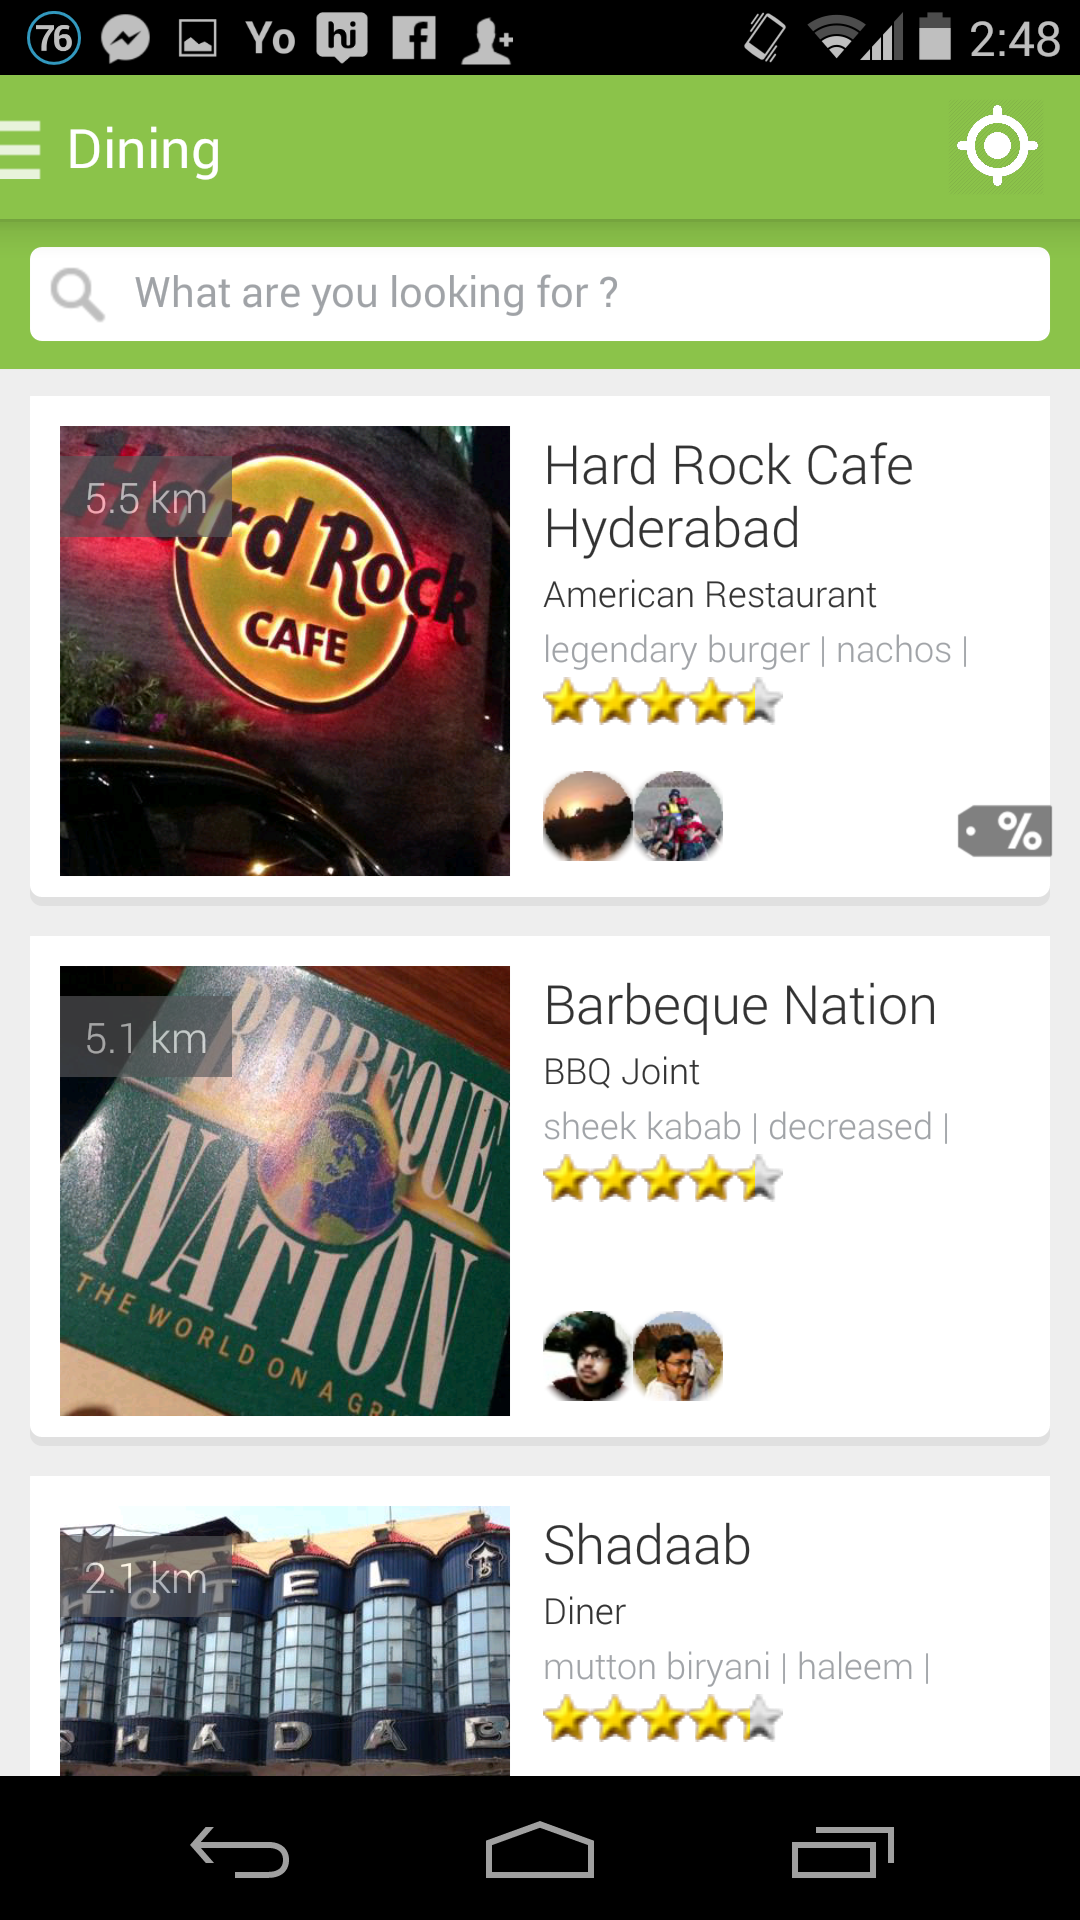 76 Yo hi f 2:48
Dining
What are you looking for ?
5.5 km
Hard Rock
CAFE
Hard Rock Cafe
Hyderabad
American Restaurant
legendary burger | nachos |
%
5.1 km
BARBEQUE
NATION
THE WORLD ON A GRI
Barbeque Nation
BBQ Joint
sheek kabab | decreased |
2.1 km
HOTEL
SHADAB
Shadaab
Diner
mutton biryani | haleem |